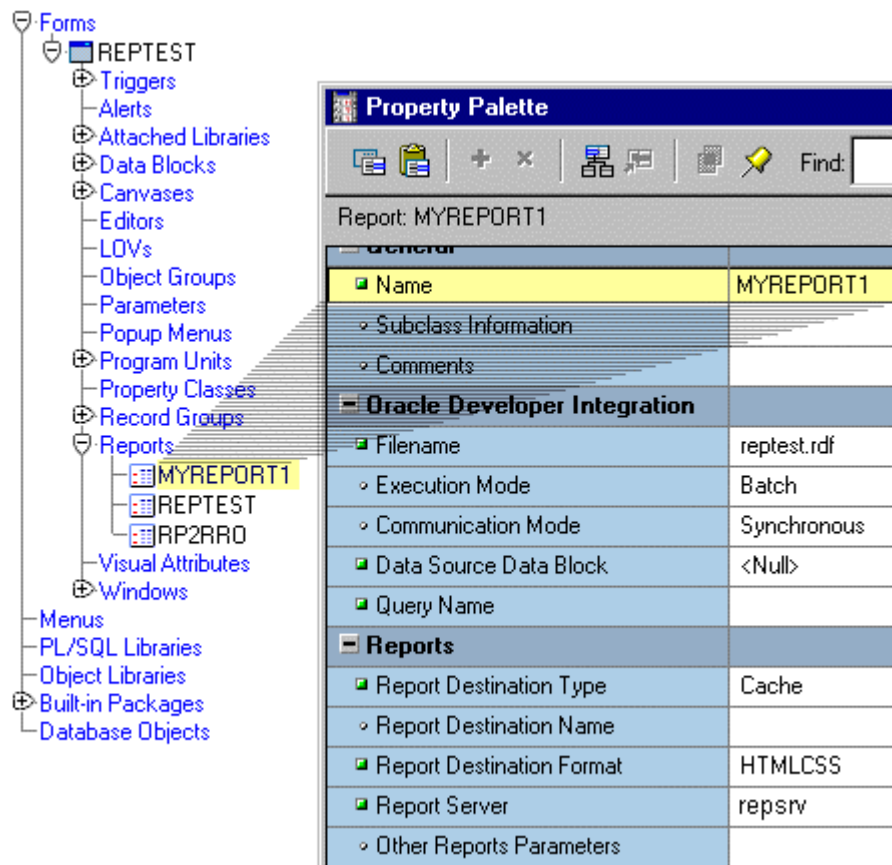 Forms
REPTEST
Triggers
Alerts
Attached Libraries
Data Blocks
Canvases
Editors
LOVs
Object Groups
Parameters
Popup Menus
Program Units
Property Classes
Record Groups
Reports
MYREPORT1
REPTEST
RP2RRO
Visual Attributes
Windows
Menus
PL/SQL Libraries
Object Libraries
Built-in Packages
Database Objects
Property Palette
Find:
Report: MYREPORT1
General
Name MYREPORT1
Subclass Information
Comments
Oracle Developer Integration
Filename reptest.rdf
Execution Mode Batch
Communication Mode Synchronous
Data Source Data Block <Null>
Query Name
Reports
Report Destination Type Cache
Report Destination Name
Report Destination Format HTMLCSS
Report Server repsrv
Other Reports Parameters